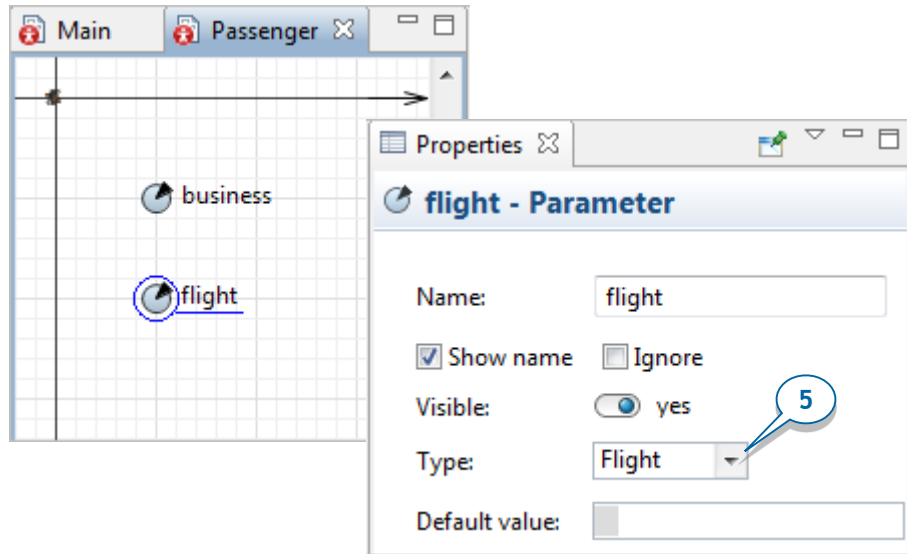 Main
Passenger
Properties
business
flight - Parameter
flight
Name: flight
Show name Ignore
Visible: yes
5
Type: Flight
Default value: